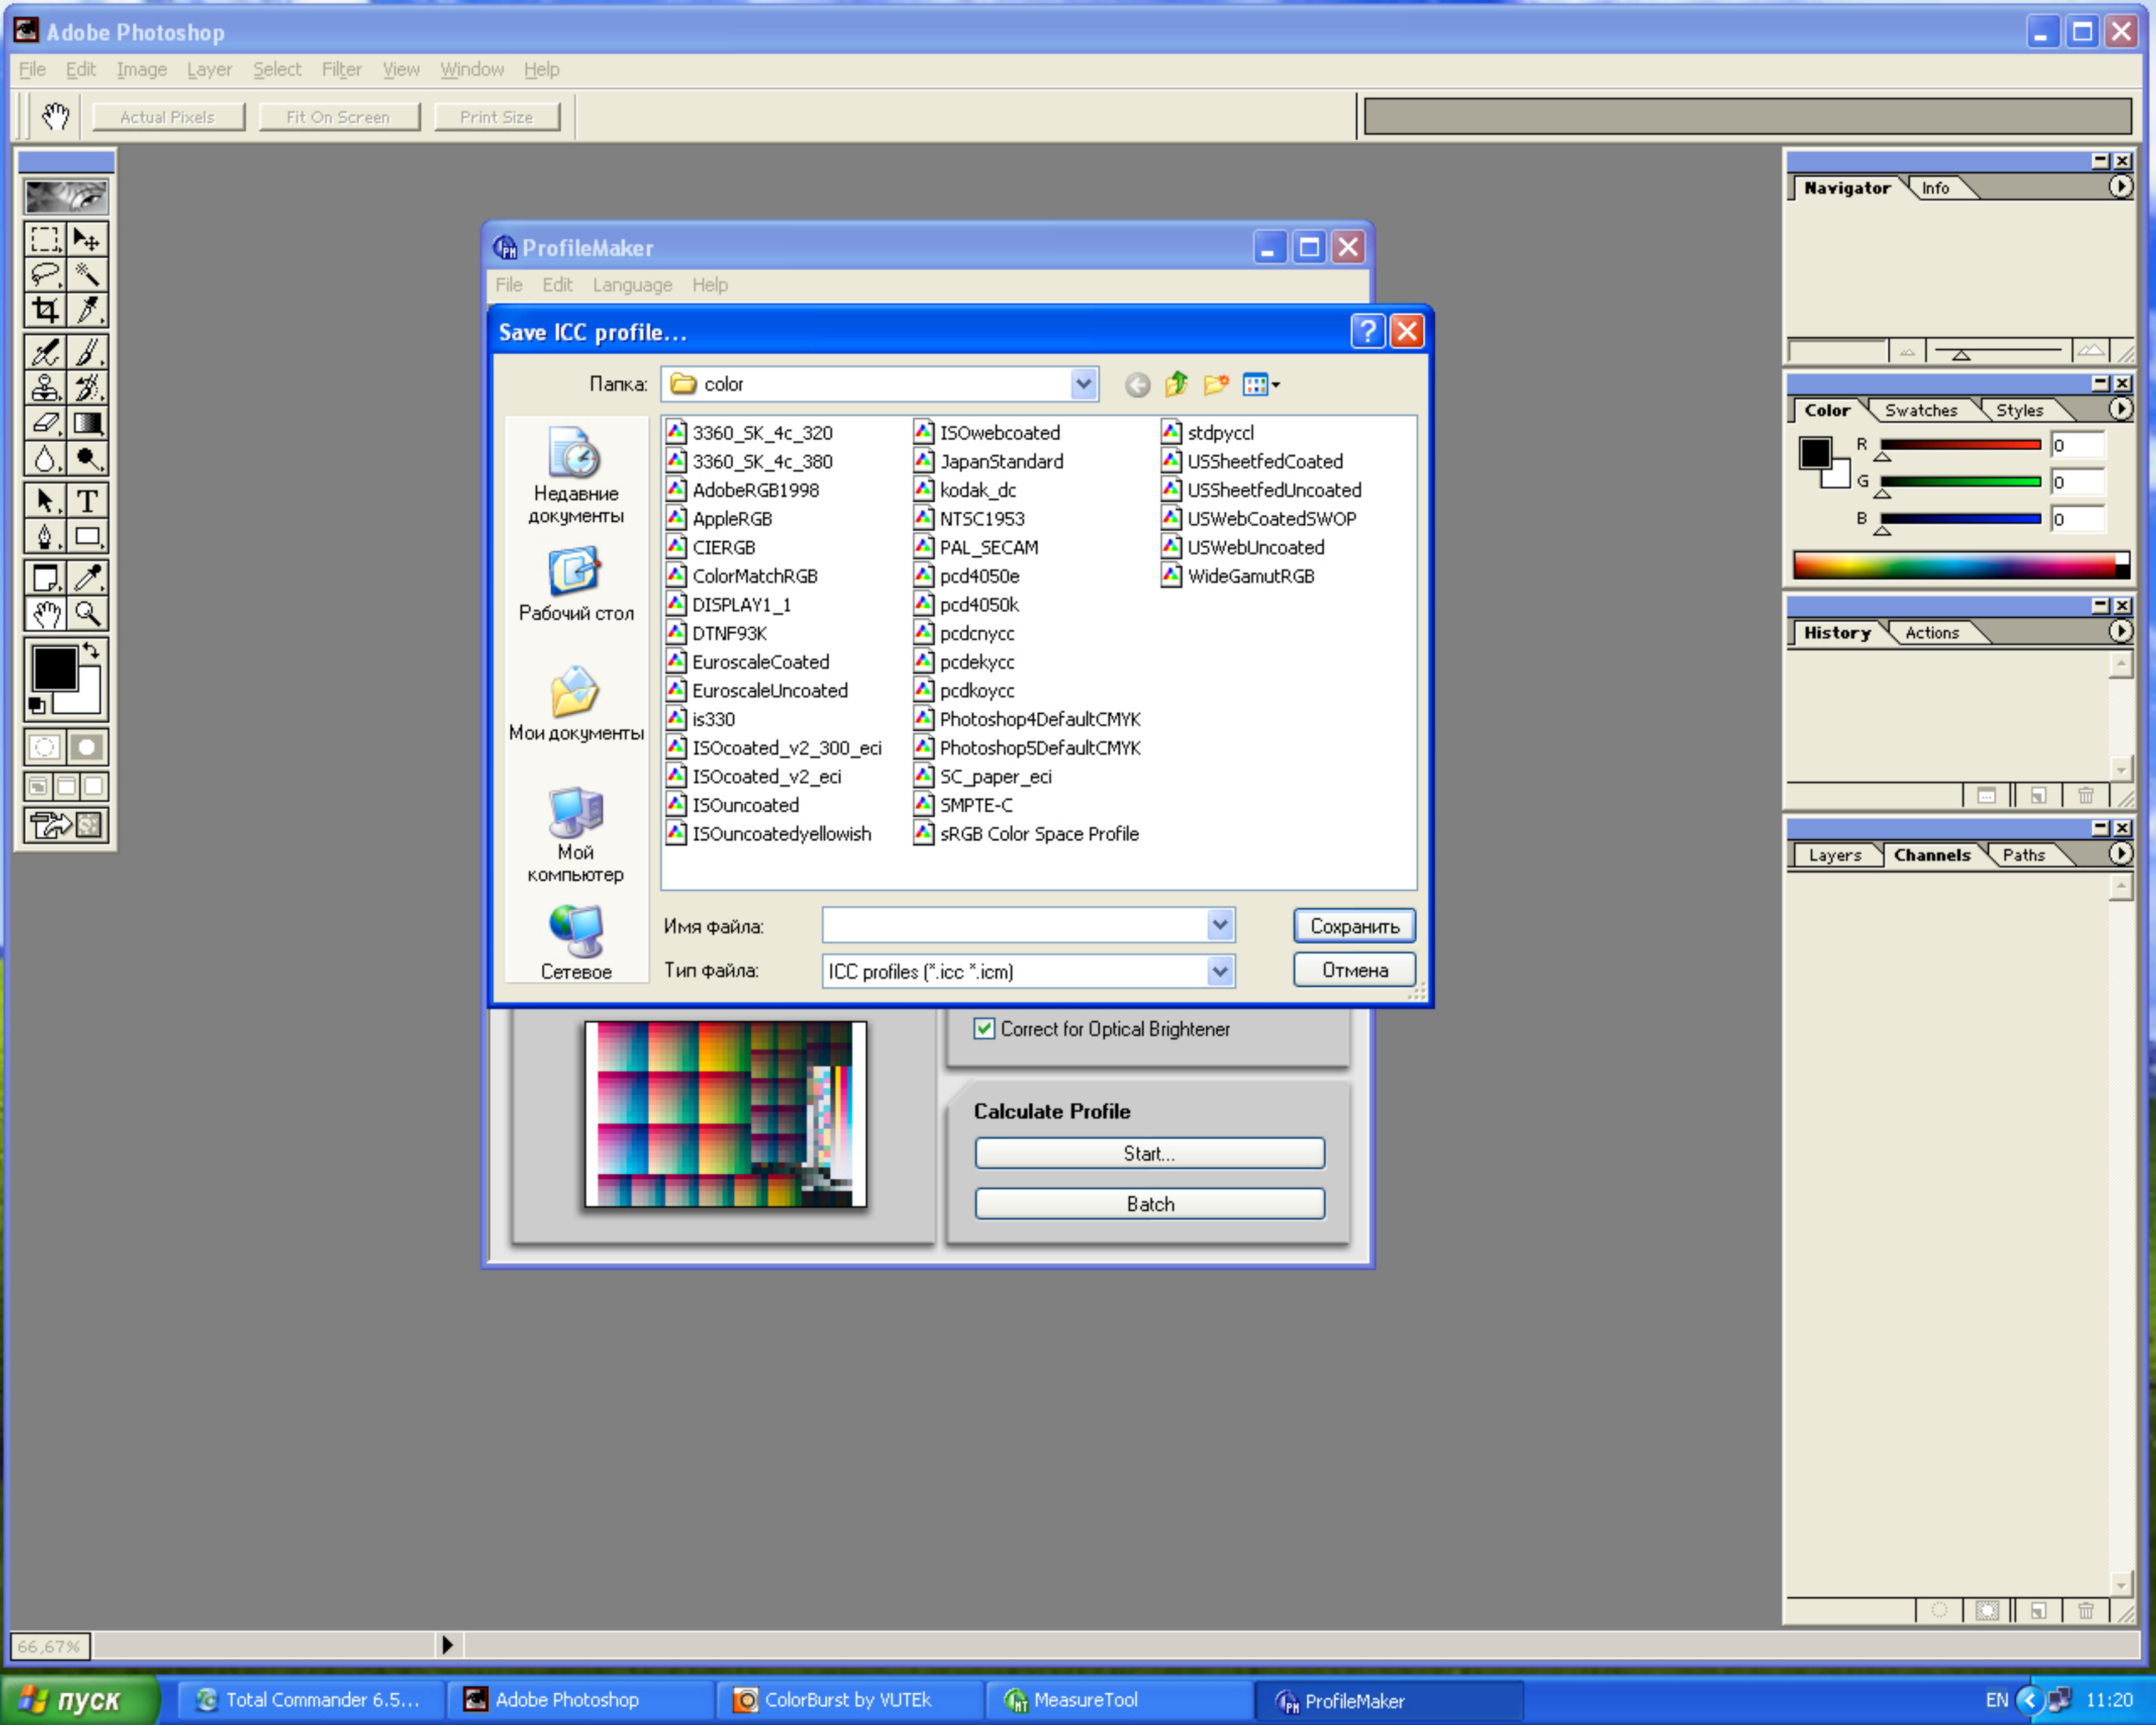 Adobe Photoshop
File Edit Image Layer Select Filter View Window Help
Actual Pixels Fit On Screen Print Size
Navigator Info
ProfileMaker
File Edit Language Help
Save ICC profile...
Папка: color
Недавние
документы
Рабочий стол
Мои документы
Мой
компьютер
Сетевое
3360_SK_4c_320
3360_SK_4c_380
AdobeRGB1998
AppleRGB
CIERGB
ColorMatchRGB
DISPLAY1_1
DTNF93K
EuroscaleCoated
EuroscaleUncoated
is330
ISOcoated_v2_300_eci
ISOcoated_v2_eci
ISOuncoated
ISOuncoatedyellowish
ISOwebcoated
JapanStandard
kodak_dc
NTSC1953
PAL_SECAM
pcd4050e
pcd4050k
pcdcnycc
pcdekycc
pcdkoycc
Photoshop4DefaultCMYK
Photoshop5DefaultCMYK
SC_paper_eci
SMPTE-C
sRGB Color Space Profile
stdpyccl
USSheetfedCoated
USSheetfedUncoated
USWebCoatedSWOP
USWebUncoated
WideGamutRGB
Имя файла: Сохранить
Тип файла: ICC profiles (*.icc *.icm) Отмена
Correct for Optical Brightener
Calculate Profile
Start...
Batch
Color Swatches Styles
R 0
G 0
B 0
History Actions
Layers Channels Paths
T
66,67%
пуск Total Commander 6.5... Adobe Photoshop ColorBurst by VUTEk MeasureTool ProfileMaker EN 11:20